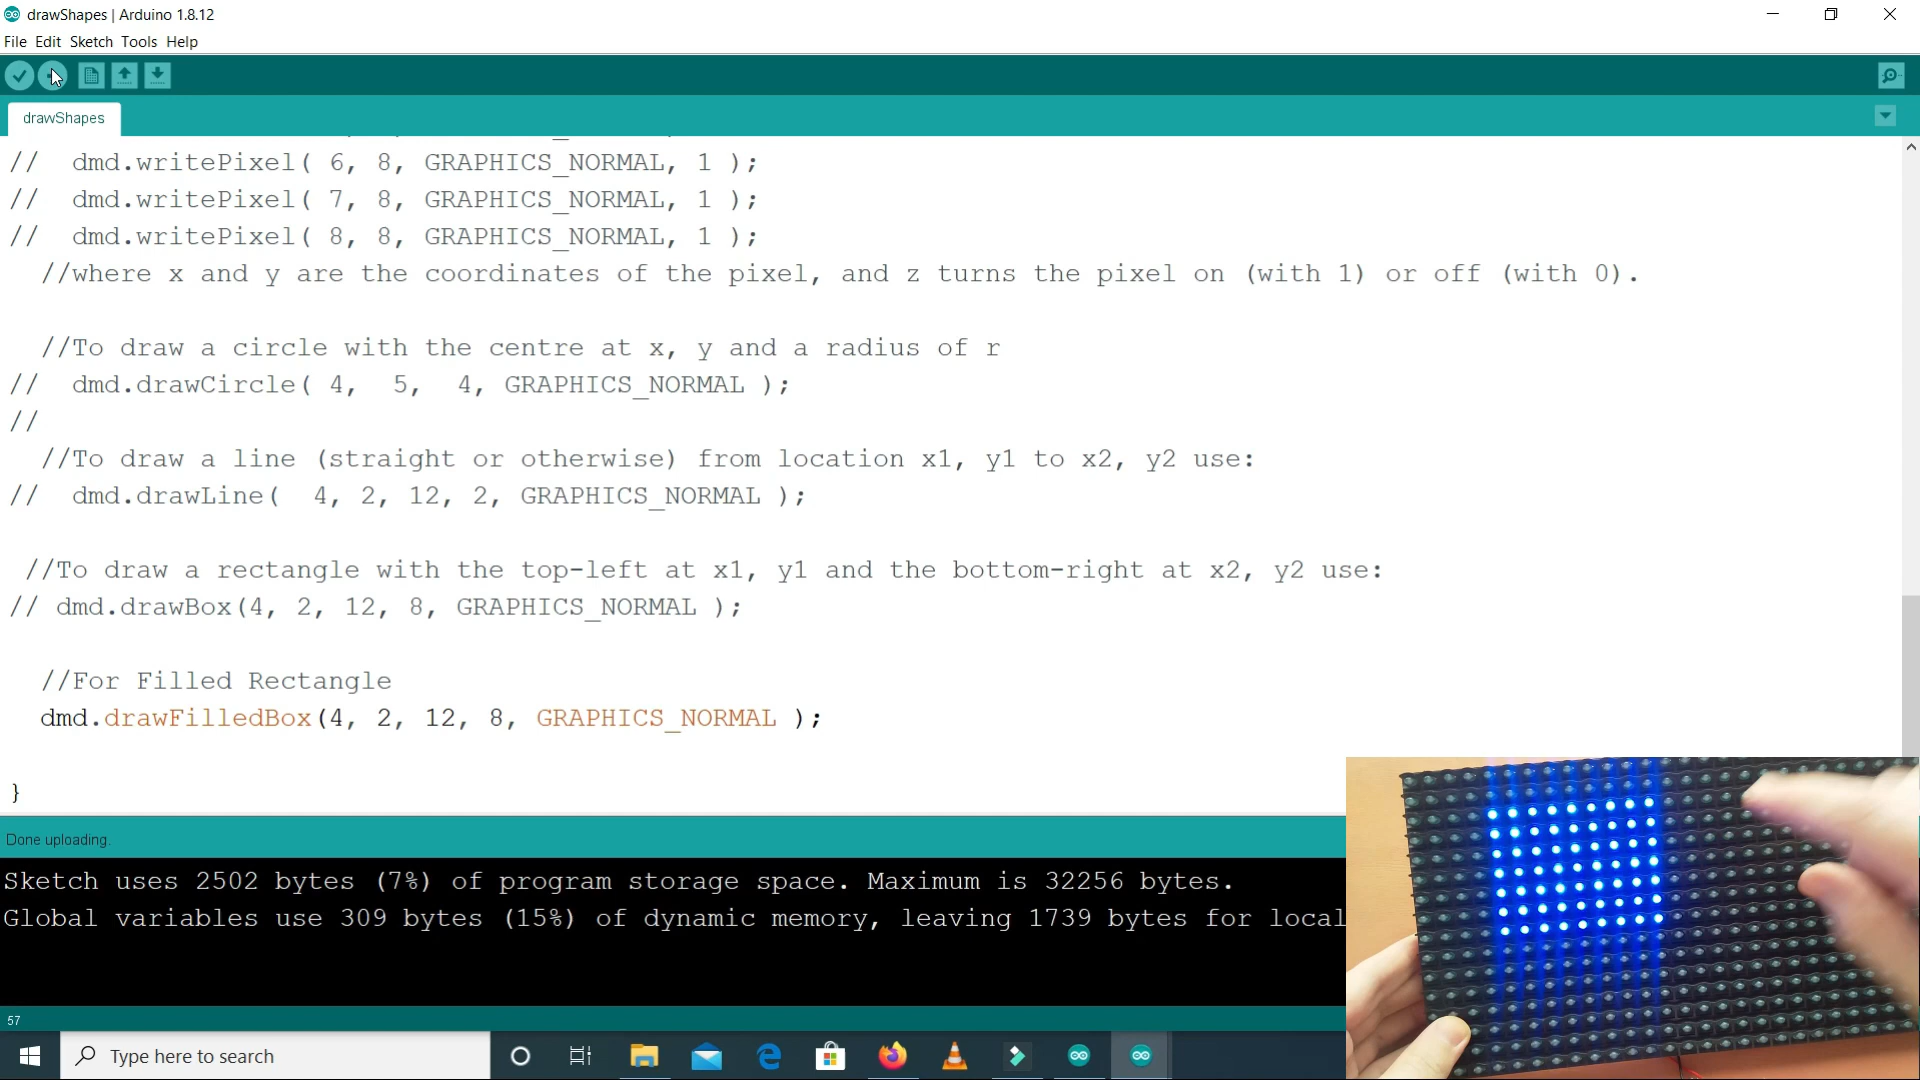 drawShapes | Arduino 1.8.12
File Edit Sketch Tools Help
drawShapes
//  dmd.writePixel( 6, 8, GRAPHICS_NORMAL, 1 );
//  dmd.writePixel( 7, 8, GRAPHICS_NORMAL, 1 );
//  dmd.writePixel( 8, 8, GRAPHICS_NORMAL, 1 );
//where x and y are the coordinates of the pixel, and z turns the pixel on (with 1) or off (with 0).
//To draw a circle with the centre at x, y and a radius of r
//  dmd.drawCircle( 4,  5,  4, GRAPHICS_NORMAL );
//
//To draw a line (straight or otherwise) from location x1, y1 to x2, y2 use:
//  dmd.drawLine(  4, 2, 12, 2, GRAPHICS_NORMAL );
//To draw a rectangle with the top-left at x1, y1 and the bottom-right at x2, y2 use:
// dmd.drawBox(4, 2, 12, 8, GRAPHICS_NORMAL );
//For Filled Rectangle
dmd.drawFilledBox(4, 2, 12, 8, GRAPHICS_NORMAL );
}
Done uploading.
Sketch uses 2502 bytes (7%) of program storage space. Maximum is 32256 bytes.
Global variables use 309 bytes (15%) of dynamic memory, leaving 1739 bytes for local
57
Type here to search